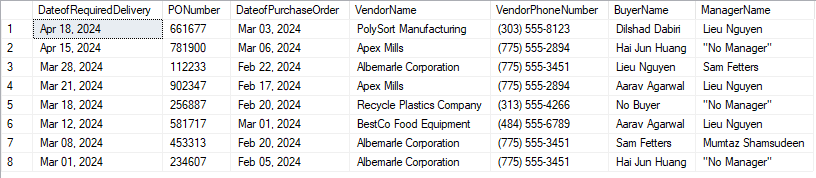 DateofRequiredDelivery PONumber DateofPurchaseOrder VendorName VendorPhoneNumber BuyerName ManagerName
1 Apr 18, 2024 661677 Mar 03, 2024 PolySort Manufacturing (303) 555-8123 Dilshad Dabiri Lieu Nguyen
2 Apr 15, 2024 781900 Mar 06, 2024 Apex Mills (775) 555-2894 Hai Jun Huang "No Manager"
3 Mar 28, 2024 112233 Feb 22, 2024 Albemarle Corporation (775) 555-3451 Lieu Nguyen Sam Fetters
4 Mar 21, 2024 902347 Feb 17, 2024 Apex Mills (775) 555-2894 Aarav Agarwal Lieu Nguyen
5 Mar 18, 2024 256887 Feb 20, 2024 Recycle Plastics Company (313) 555-4266 No Buyer "No Manager"
6 Mar 12, 2024 581717 Mar 01, 2024 BestCo Food Equipment (484) 555-6789 Aarav Agarwal Lieu Nguyen
7 Mar 08, 2024 453313 Feb 20, 2024 Albemarle Corporation (775) 555-3451 Sam Fetters Mumtaz Shamsudeen
8 Mar 01, 2024 234607 Feb 05, 2024 Albemarle Corporation (775) 555-3451 Hai Jun Huang "No Manager"